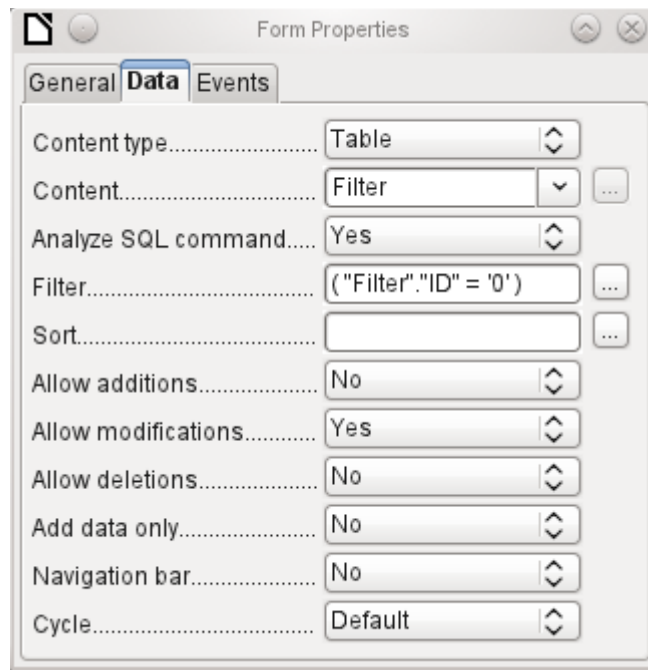 Form Properties
General Data Events
Content type........................ Table
Content................................ Filter ...
Analyze SQL command..... Yes
Filter.................................... ( "Filter"."ID" = '0' ) ...
Sort...................................... ...
Allow additions.................... No
Allow modifications............ Yes
Allow deletions.................... No
Add data only...................... No
Navigation bar..................... No
Cycle.................................... Default